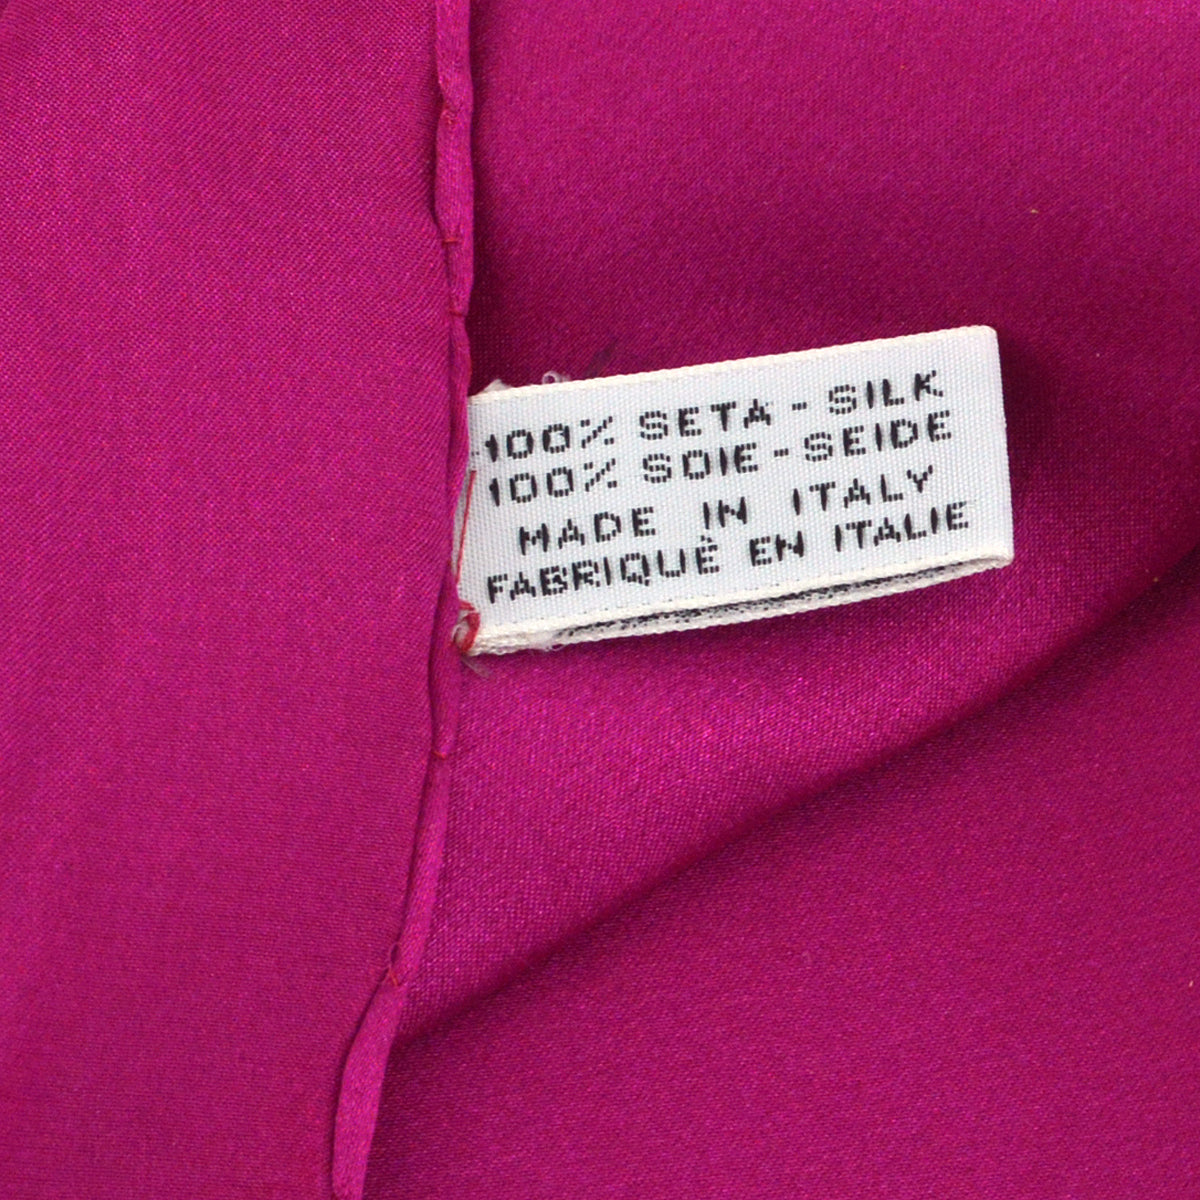 100% SETA - SILK
100% SOIE - SEIDE
MADE IN ITALY
FABRIQUÈ EN ITALIE